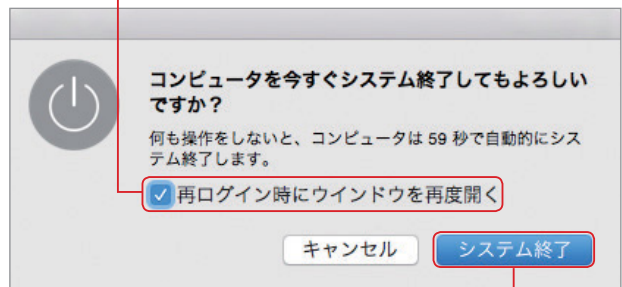 コンピュータを今すぐシステム終了してもよろしい
ですか？
何も操作をしないと、コンピュータは 59 秒で自動的にシス
テム終了します。
再ログイン時にウインドウを再度開く
キャンセル
システム終了